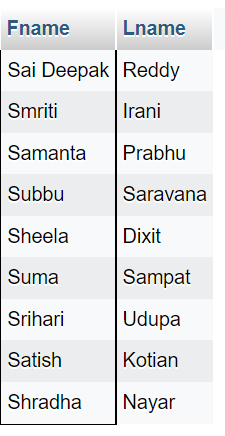 Fname Lname
Sai Deepak Reddy
Smriti Irani
Samanta Prabhu
Subbu Saravana
Sheela Dixit
Suma Sampat
Srihari Udupa
Satish Kotian
Shradha Nayar